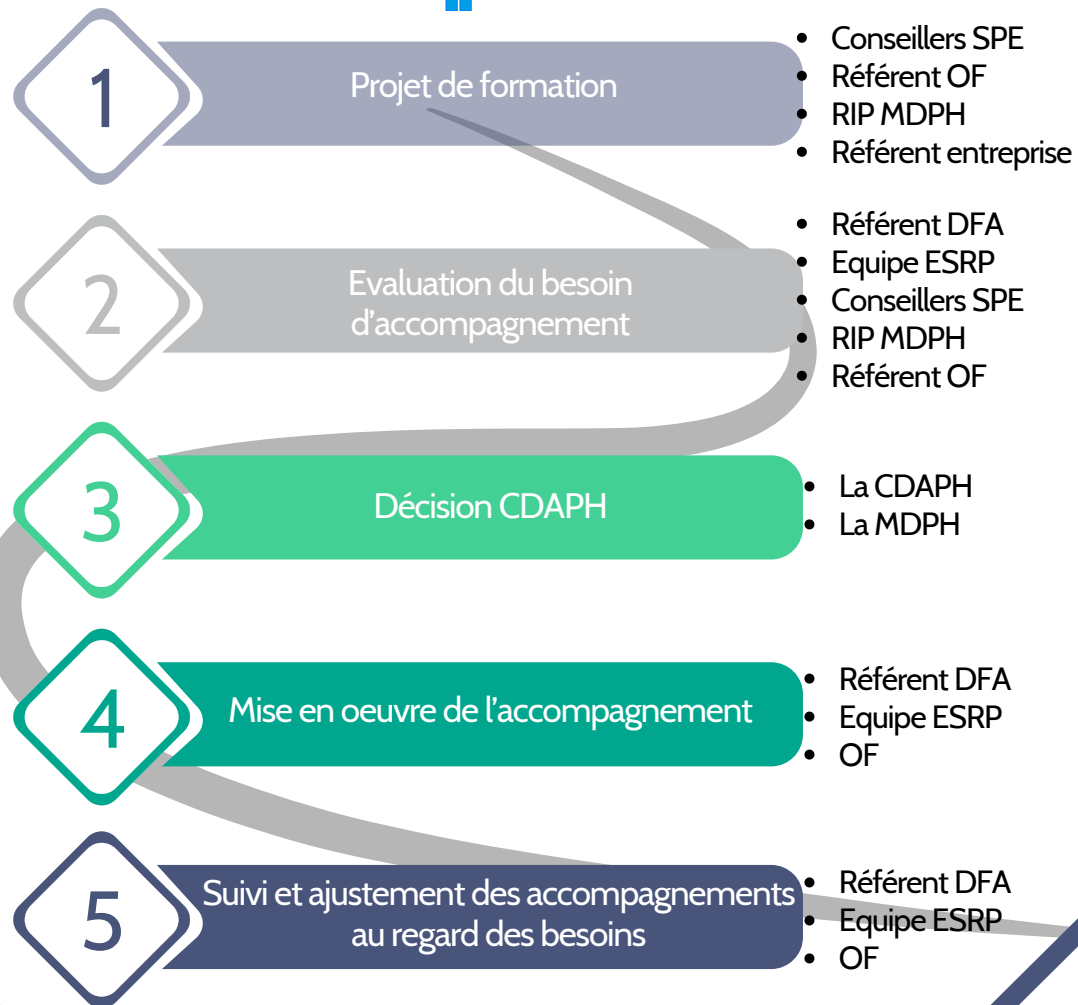 1
Projet de formation
• Conseillers SPE
• Référent OF
• RIP MDPH
• Référent entreprise
2
Evaluation du besoin
d’accompagnement
• Référent DFA
• Equipe ESRP
• Conseillers SPE
• RIP MDPH
• Référent OF
3
Décision CDAPH
• La CDAPH
• La MDPH
4
Mise en oeuvre de l’accompagnement
• Référent DFA
• Equipe ESRP
• OF
5
Suivi et ajustement des accompagnements
au regard des besoins
• Référent DFA
• Equipe ESRP
• OF